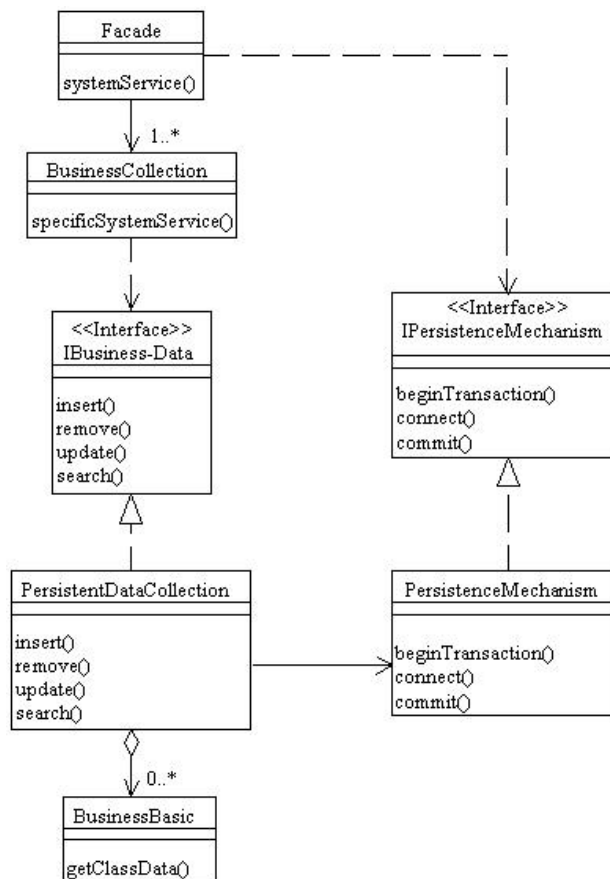 Facade
systemService()
1..*
BusinessCollection
specificSystemService()
<<Interface>>
IBusiness-Data
insert()
remove()
update()
search()
<<Interface>>
IPersistenceMechanism
beginTransaction()
connect()
commit()
PersistentDataCollection
insert()
remove()
update()
search()
PersistenceMechanism
beginTransaction()
connect()
commit()
0..*
BusinessBasic
getClassData()